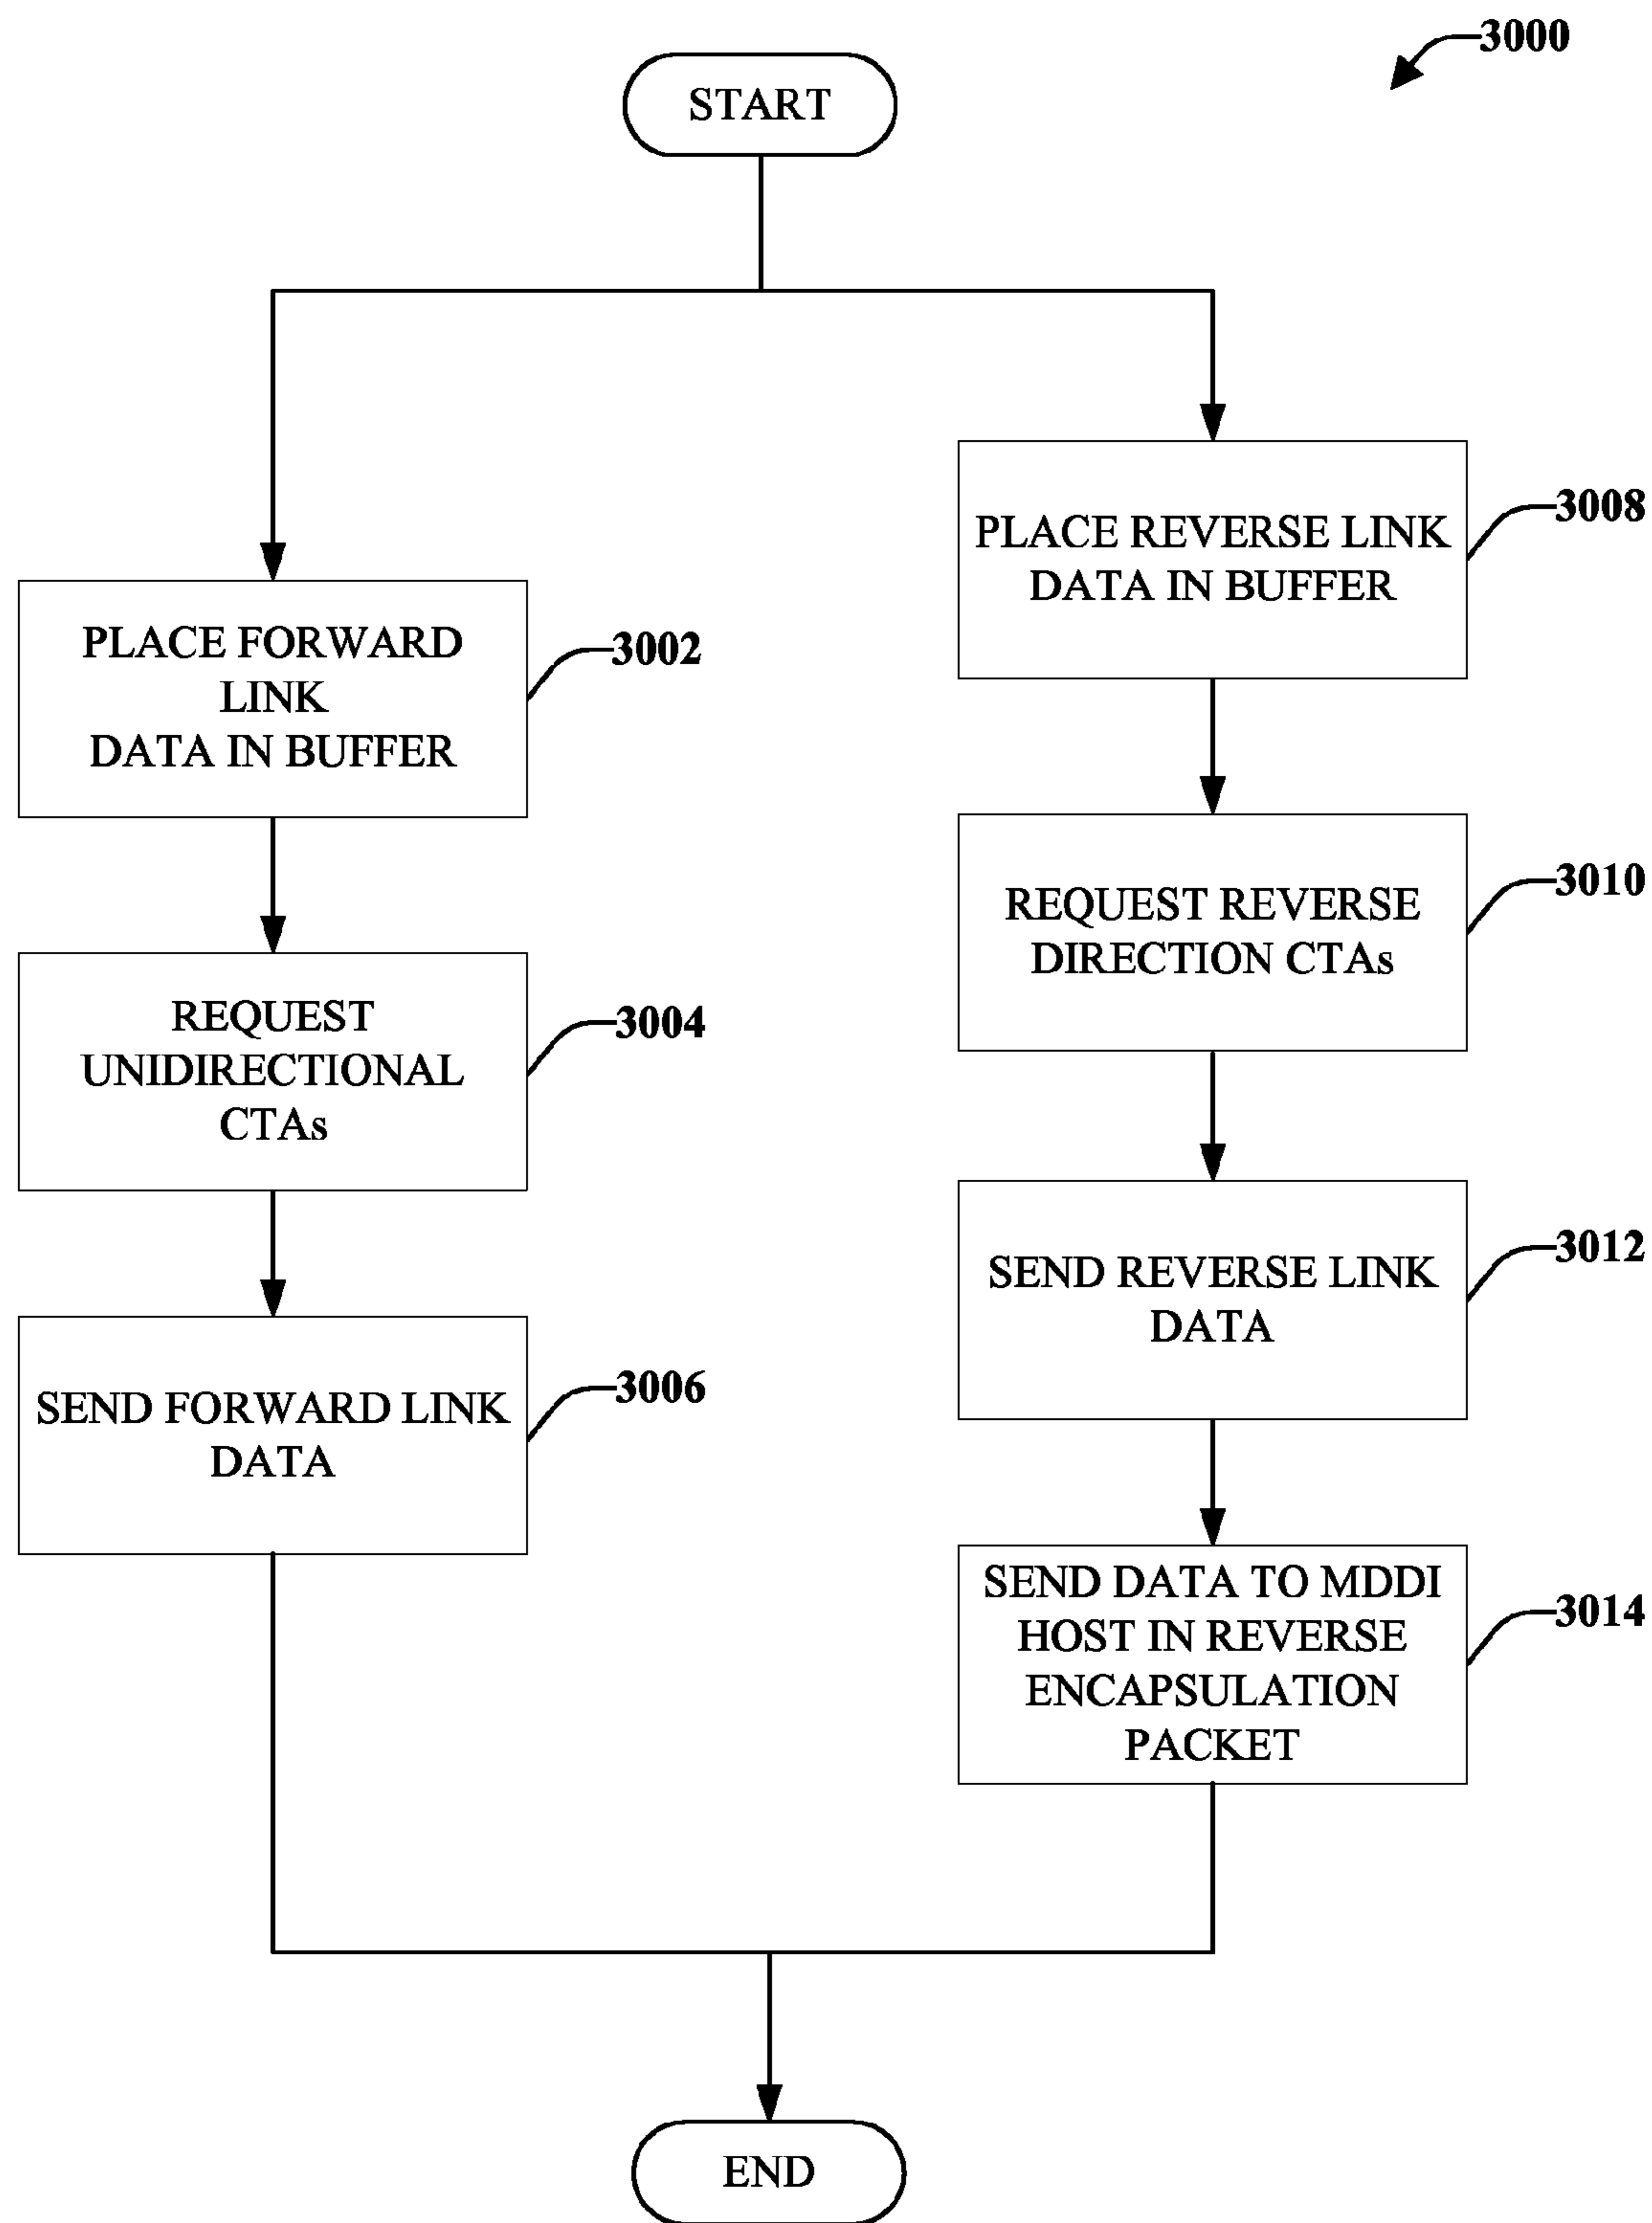 3000
START
PLACE FORWARD
LINK
DATA IN BUFFER
3002
REQUEST
UNIDIRECTIONAL
CTAs
3004
SEND FORWARD LINK
DATA
3006
PLACE REVERSE LINK
DATA IN BUFFER
3008
REQUEST REVERSE
DIRECTION CTAs
3010
SEND REVERSE LINK
DATA
3012
SEND DATA TO MDDI
HOST IN REVERSE
ENCAPSULATION
PACKET
3014
END